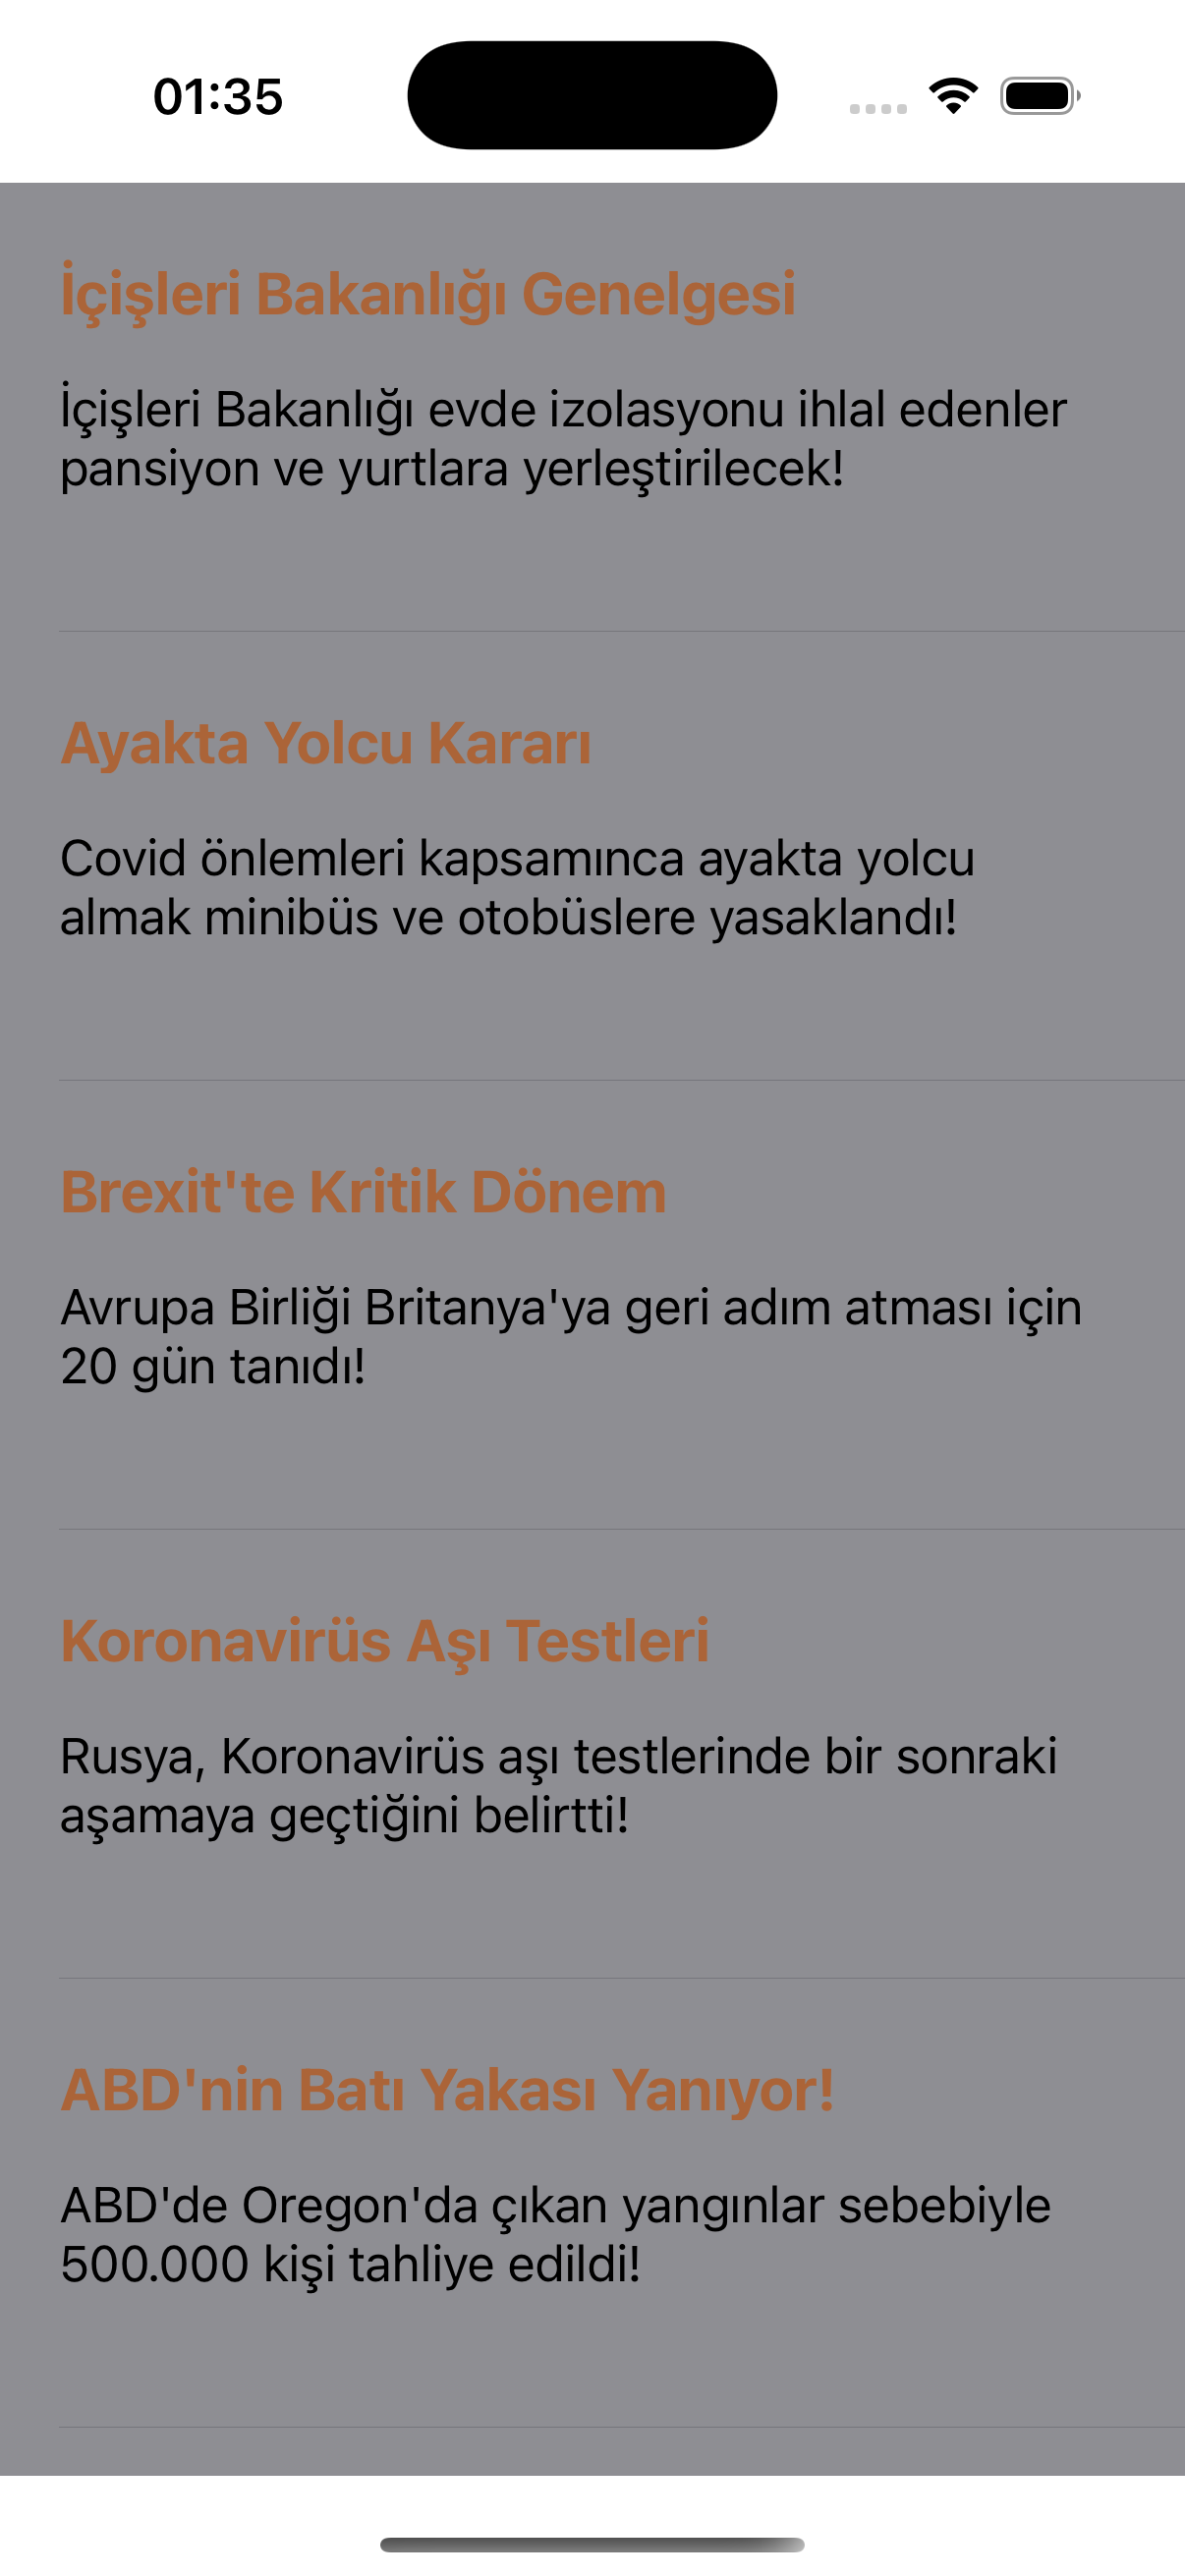 01:35
İçişleri Bakanlığı Genelgesi
İçişleri Bakanlığı evde izolasyonu ihlal edenler
pansiyon ve yurtlara yerleştirilecek!
Ayakta Yolcu Kararı
Covid önlemleri kapsamınca ayakta yolcu
almak minibüs ve otobüslere yasaklandı!
Brexit'te Kritik Dönem
Avrupa Birliği Britanya'ya geri adım atması için
20 gün tanıdı!
Koronavirüs Aşı Testleri
Rusya, Koronavirüs aşı testlerinde bir sonraki
aşamaya geçtiğini belirtti!
ABD'nin Batı Yakası Yanıyor!
ABD'de Oregon'da çıkan yangınlar sebebiyle
500.000 kişi tahliye edildi!